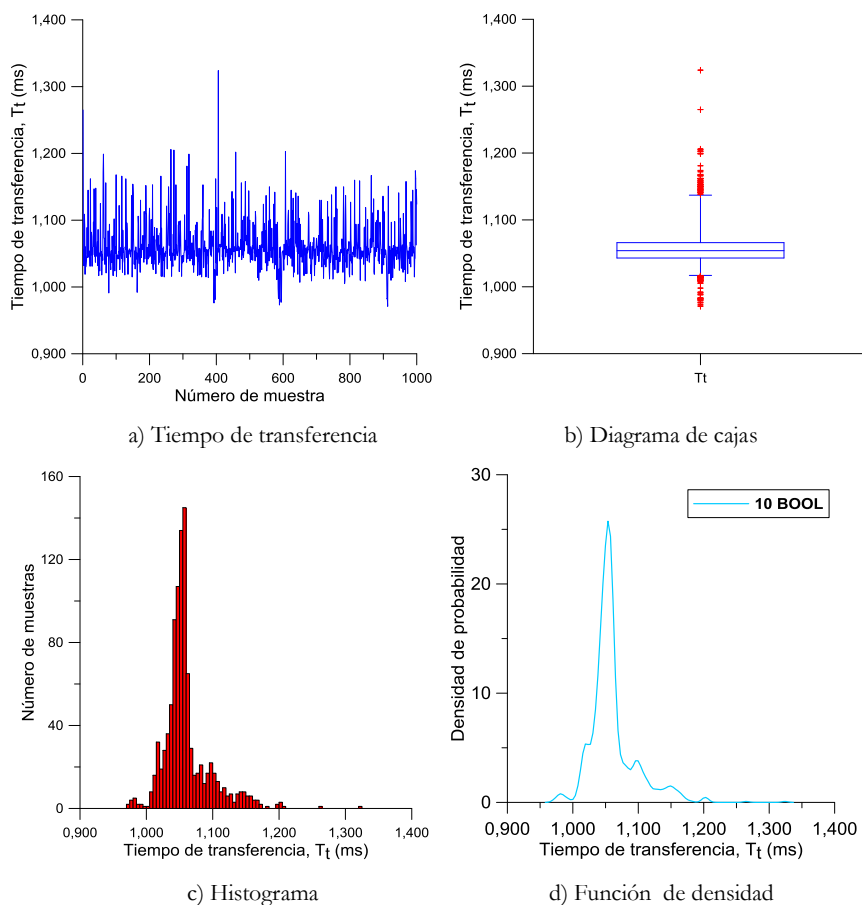 1,400
1,300
1,200
1,100
1,000
0,900
Tiempo de transferencia, Tt (ms)
0 200 400 600 800 1000
Número de muestra
a) Tiempo de transferencia
1,400
1,300
1,200
1,100
1,000
0,900
Tiempo de transferencia, Tt (ms)
Tt
b) Diagrama de cajas
160
120
80
40
0
Número de muestras
0,900 1,000 1,100 1,200 1,300 1,400
Tiempo de transferencia, Tt (ms)
c) Histograma
30
20
10
0
Densidad de probabilidad
10 BOOL
0,900 1,000 1,100 1,200 1,300 1,400
Tiempo de transferencia, Tt (ms)
d) Función de densidad